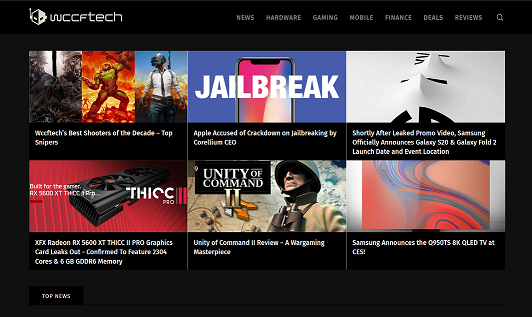 wccftech
NEWS HARDWARE GAMING MOBILE FINANCE DEALS REVIEWS
JAILBREAK
Wccftech's Best Shooters of the Decade – Top
Snipers
Apple Accused of Crackdown on Jailbreaking by
Corellium CEO
Shortly After Leaked Promo Video, Samsung
Officially Announces Galaxy S20 & Galaxy Fold 2
Launch Date and Event Location
Built for the gamer.
RX 5600 XT THICC II Pro
THICC II
PRO
UNITY OF
COMMAND
II
XFX Radeon RX 5600 XT THICC II PRO Graphics
Card Leaks Out - Confirmed To Feature 2304
Cores & 6 GB GDDR6 Memory
Unity of Command II Review – A Wargaming
Masterpiece
Samsung Announces the Q950TS 8K QLED TV at
CES!
TOP NEWS